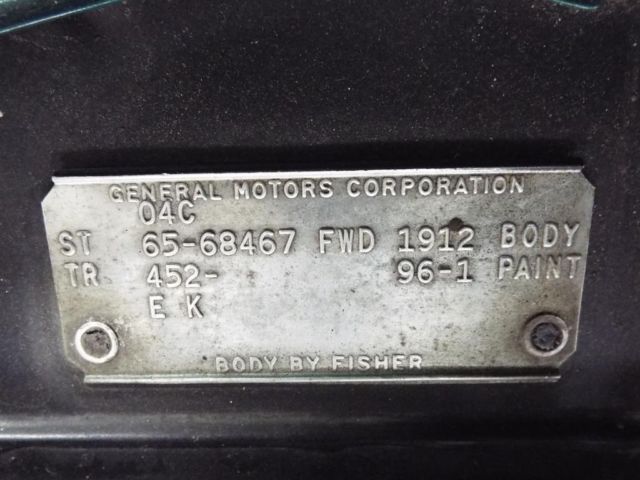 GENERAL MOTORS CORPORATION
04C
ST 65-68467 FWD 1912 BODY
TR 452- 96-1 PAINT
E K
BODY BY FISHER